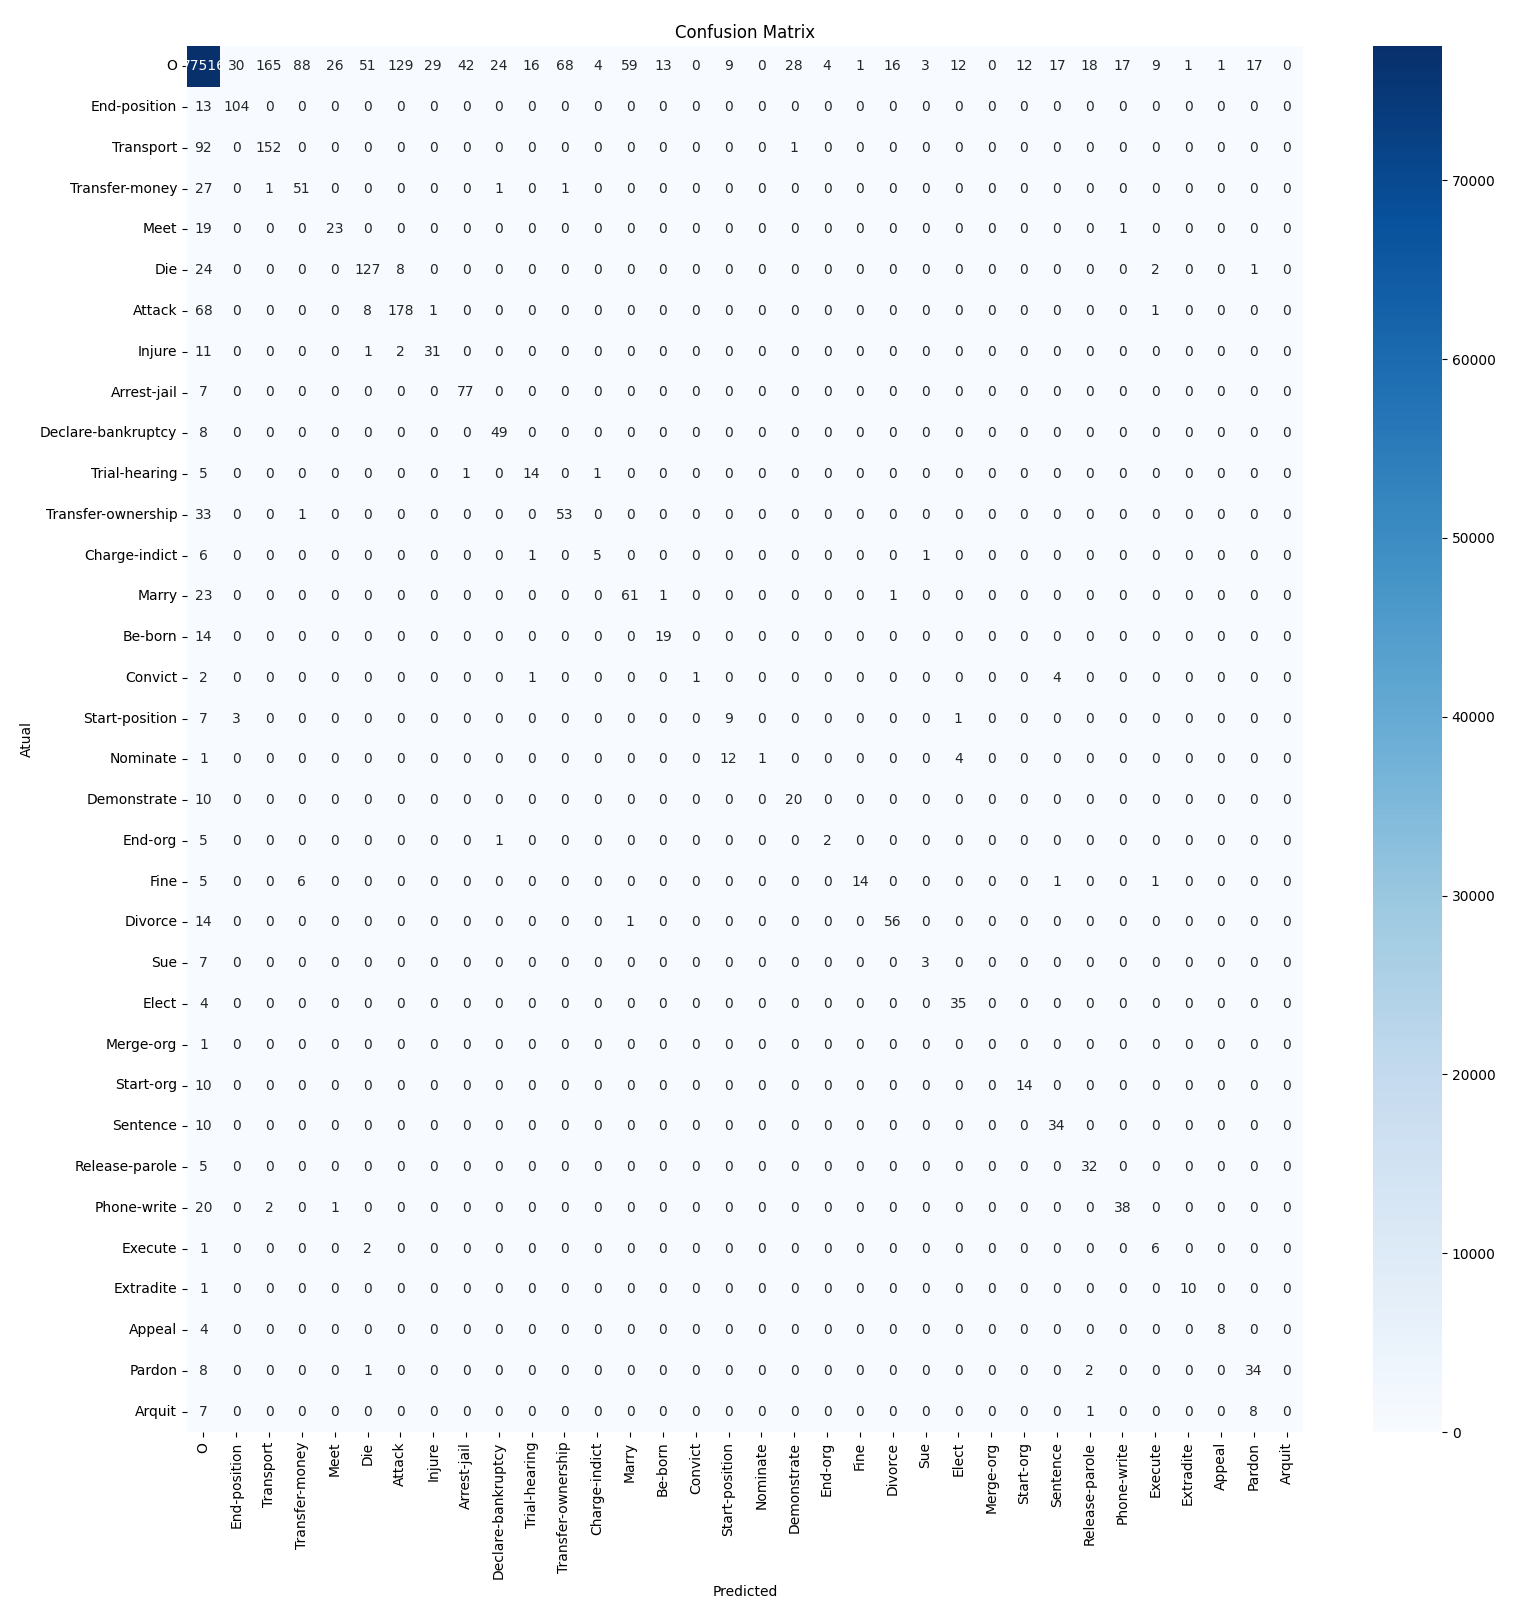 Confusion Matrix
O 77516 30 165 88 26 51 129 29 42 24 16 68 4 59 13 0 9 0 28 4 1 16 3 12 0 12 17 18 17 9 1 1 17 0
End-position 13 104 0 0 0 0 0 0 0 0 0 0 0 0 0 0 0 0 0 0 0 0 0 0 0 0 0 0 0 0 0 0 0 0
Transport 92 0 152 0 0 0 0 0 0 0 0 0 0 0 0 0 0 0 1 0 0 0 0 0 0 0 0 0 0 0 0 0 0 0
Transfer-money 27 0 1 51 0 0 0 0 0 1 0 1 0 0 0 0 0 0 0 0 0 0 0 0 0 0 0 0 0 0 0 0 0 0
Meet 19 0 0 0 23 0 0 0 0 0 0 0 0 0 0 0 0 0 0 0 0 0 0 0 0 0 0 0 1 0 0 0 0 0
Die 24 0 0 0 0 127 8 0 0 0 0 0 0 0 0 0 0 0 0 0 0 0 0 0 0 0 0 0 0 2 0 0 1 0
Attack 68 0 0 0 0 8 178 1 0 0 0 0 0 0 0 0 0 0 0 0 0 0 0 0 0 0 0 0 0 1 0 0 0 0
Injure 11 0 0 0 0 1 2 31 0 0 0 0 0 0 0 0 0 0 0 0 0 0 0 0 0 0 0 0 0 0 0 0 0 0
Arrest-jail 7 0 0 0 0 0 0 0 77 0 0 0 0 0 0 0 0 0 0 0 0 0 0 0 0 0 0 0 0 0 0 0 0 0
Declare-bankruptcy 8 0 0 0 0 0 0 0 0 49 0 0 0 0 0 0 0 0 0 0 0 0 0 0 0 0 0 0 0 0 0 0 0 0
Trial-hearing 5 0 0 0 0 0 0 0 1 0 14 0 1 0 0 0 0 0 0 0 0 0 0 0 0 0 0 0 0 0 0 0 0 0
Transfer-ownership 33 0 0 1 0 0 0 0 0 0 0 53 0 0 0 0 0 0 0 0 0 0 0 0 0 0 0 0 0 0 0 0 0 0
Charge-indict 6 0 0 0 0 0 0 0 0 0 1 0 5 0 0 0 0 0 0 0 0 0 1 0 0 0 0 0 0 0 0 0 0 0
Marry 23 0 0 0 0 0 0 0 0 0 0 0 0 61 1 0 0 0 0 0 0 1 0 0 0 0 0 0 0 0 0 0 0 0
Be-born 14 0 0 0 0 0 0 0 0 0 0 0 0 0 19 0 0 0 0 0 0 0 0 0 0 0 0 0 0 0 0 0 0 0
Convict 2 0 0 0 0 0 0 0 0 0 1 0 0 0 0 1 0 0 0 0 0 0 0 0 0 0 4 0 0 0 0 0 0 0
Start-position 7 3 0 0 0 0 0 0 0 0 0 0 0 0 0 0 9 0 0 0 0 0 0 1 0 0 0 0 0 0 0 0 0 0
Nominate 1 0 0 0 0 0 0 0 0 0 0 0 0 0 0 0 12 1 0 0 0 0 0 4 0 0 0 0 0 0 0 0 0 0
Demonstrate 10 0 0 0 0 0 0 0 0 0 0 0 0 0 0 0 0 0 20 0 0 0 0 0 0 0 0 0 0 0 0 0 0 0
End-org 5 0 0 0 0 0 0 0 0 1 0 0 0 0 0 0 0 0 0 2 0 0 0 0 0 0 0 0 0 0 0 0 0 0
Fine 5 0 0 6 0 0 0 0 0 0 0 0 0 0 0 0 0 0 0 0 14 0 0 0 0 0 1 0 0 1 0 0 0 0
Divorce 14 0 0 0 0 0 0 0 0 0 0 0 0 1 0 0 0 0 0 0 0 56 0 0 0 0 0 0 0 0 0 0 0 0
Sue 7 0 0 0 0 0 0 0 0 0 0 0 0 0 0 0 0 0 0 0 0 0 3 0 0 0 0 0 0 0 0 0 0 0
Elect 4 0 0 0 0 0 0 0 0 0 0 0 0 0 0 0 0 0 0 0 0 0 0 35 0 0 0 0 0 0 0 0 0 0
Merge-org 1 0 0 0 0 0 0 0 0 0 0 0 0 0 0 0 0 0 0 0 0 0 0 0 0 0 0 0 0 0 0 0 0 0
Start-org 10 0 0 0 0 0 0 0 0 0 0 0 0 0 0 0 0 0 0 0 0 0 0 0 0 14 0 0 0 0 0 0 0 0
Sentence 10 0 0 0 0 0 0 0 0 0 0 0 0 0 0 0 0 0 0 0 0 0 0 0 0 0 34 0 0 0 0 0 0 0
Release-parole 5 0 0 0 0 0 0 0 0 0 0 0 0 0 0 0 0 0 0 0 0 0 0 0 0 0 0 32 0 0 0 0 0 0
Phone-write 20 0 2 0 1 0 0 0 0 0 0 0 0 0 0 0 0 0 0 0 0 0 0 0 0 0 0 0 38 0 0 0 0 0
Execute 1 0 0 0 0 2 0 0 0 0 0 0 0 0 0 0 0 0 0 0 0 0 0 0 0 0 0 0 0 6 0 0 0 0
Extradite 1 0 0 0 0 0 0 0 0 0 0 0 0 0 0 0 0 0 0 0 0 0 0 0 0 0 0 0 0 0 10 0 0 0
Appeal 4 0 0 0 0 0 0 0 0 0 0 0 0 0 0 0 0 0 0 0 0 0 0 0 0 0 0 0 0 0 0 8 0 0
Pardon 8 0 0 0 0 1 0 0 0 0 0 0 0 0 0 0 0 0 0 0 0 0 0 0 0 0 0 2 0 0 0 0 34 0
Arquit 7 0 0 0 0 0 0 0 0 0 0 0 0 0 0 0 0 0 0 0 0 0 0 0 0 0 0 1 0 0 0 0 8 0
Atual
O
End-position
Transport
Transfer-money
Meet
Die
Attack
Injure
Arrest-jail
Declare-bankruptcy
Trial-hearing
Transfer-ownership
Charge-indict
Marry
Be-born
Convict
Start-position
Nominate
Demonstrate
End-org
Fine
Divorce
Sue
Elect
Merge-org
Start-org
Sentence
Release-parole
Phone-write
Execute
Extradite
Appeal
Pardon
Arquit
Predicted
70000
60000
50000
40000
30000
20000
10000
0